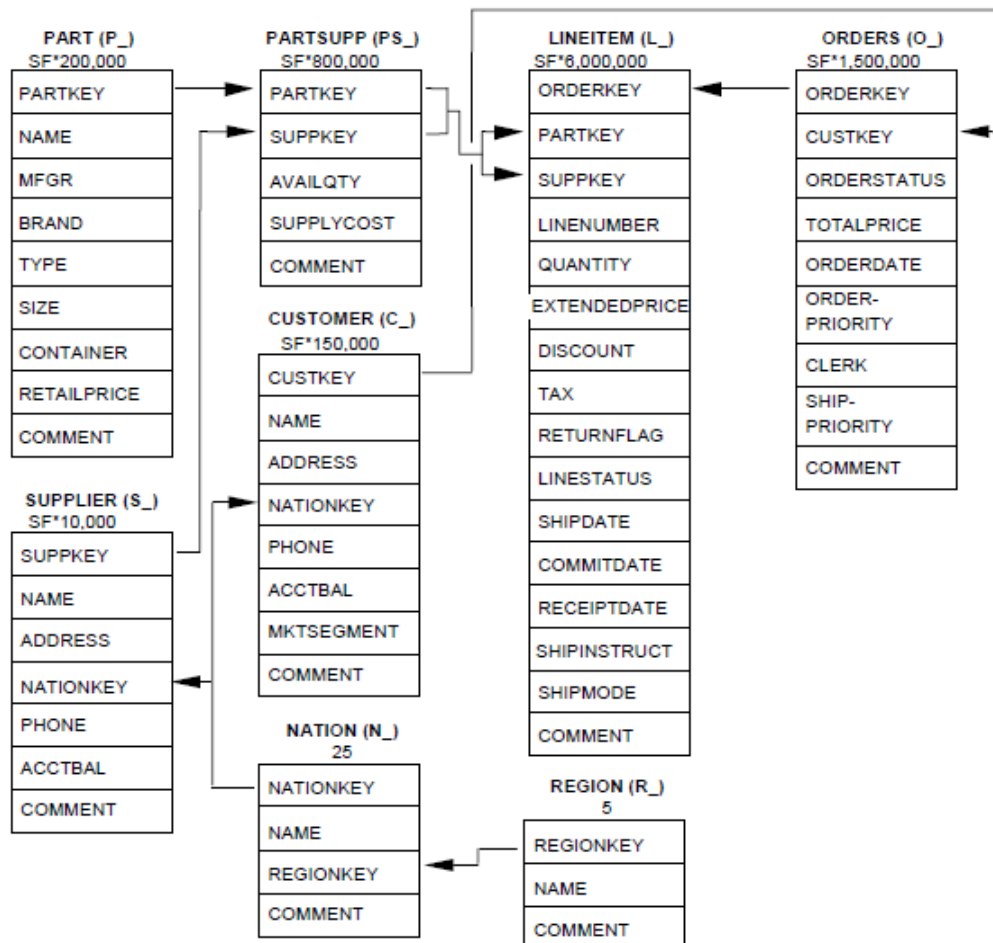 PART (P_)
SF*200,000
PARTKEY
NAME
MFGR
BRAND
TYPE
SIZE
CONTAINER
RETAILPRICE
COMMENT
SUPPLIER (S_)
SF*10,000
SUPPKEY
NAME
ADDRESS
NATIONKEY
PHONE
ACCTBAL
COMMENT
PARTSUPP (PS_)
SF*800,000
PARTKEY
SUPPKEY
AVAILQTY
SUPPLYCOST
COMMENT
CUSTOMER (C_)
SF*150,000
CUSTKEY
NAME
ADDRESS
NATIONKEY
PHONE
ACCTBAL
MKTSEGMENT
COMMENT
NATION (N_)
25
NATIONKEY
NAME
REGIONKEY
COMMENT
LINEITEM (L_)
SF*6,000,000
ORDERKEY
PARTKEY
SUPPKEY
LINENUMBER
QUANTITY
EXTENDEDPRICE
DISCOUNT
TAX
RETURNFLAG
LINESTATUS
SHIPDATE
COMMITDATE
RECEIPTDATE
SHIPINSTRUCT
SHIPMODE
COMMENT
REGION (R_)
5
REGIONKEY
NAME
COMMENT
ORDERS (O_)
SF*1,500,000
ORDERKEY
CUSTKEY
ORDERSTATUS
TOTALPRICE
ORDERDATE
ORDER-
PRIORITY
CLERK
SHIP-
PRIORITY
COMMENT